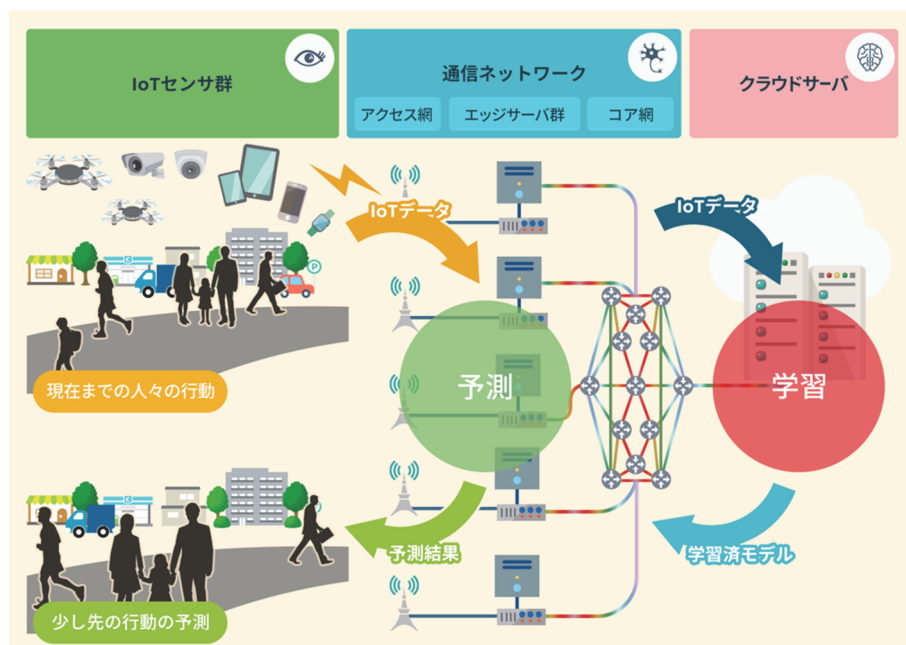 IoTセンサ群
通信ネットワーク
クラウドサーバ
アクセス網
エッジサーバ群
コア網
IoTデータ
IoTデータ
P
現在までの人々の行動
予測
学習
予測結果
学習済モデル
少し先の行動の予測